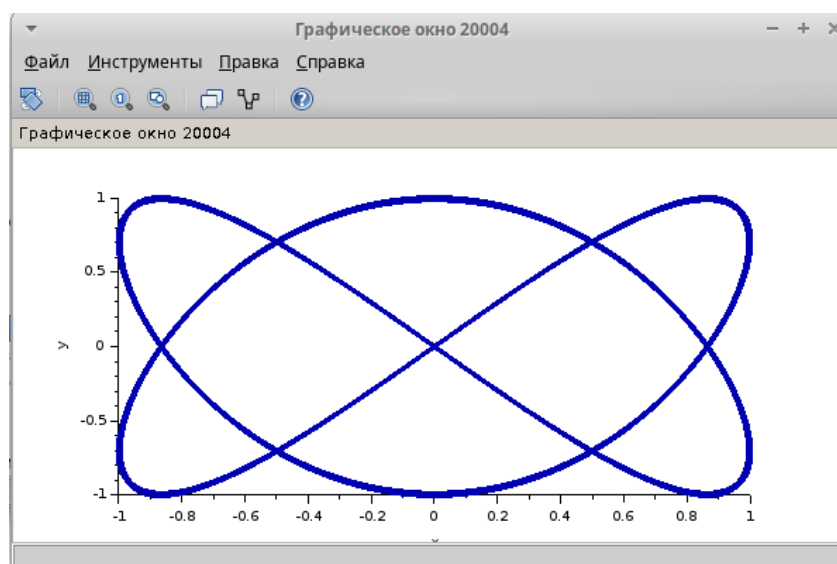 Графическое окно 20004
Файл Инструменты Правка Справка
Графическое окно 20004
1
0.5
0
-0.5
-1
y
-1 -0.8 -0.6 -0.4 -0.2 0 0.2 0.4 0.6 0.8 1